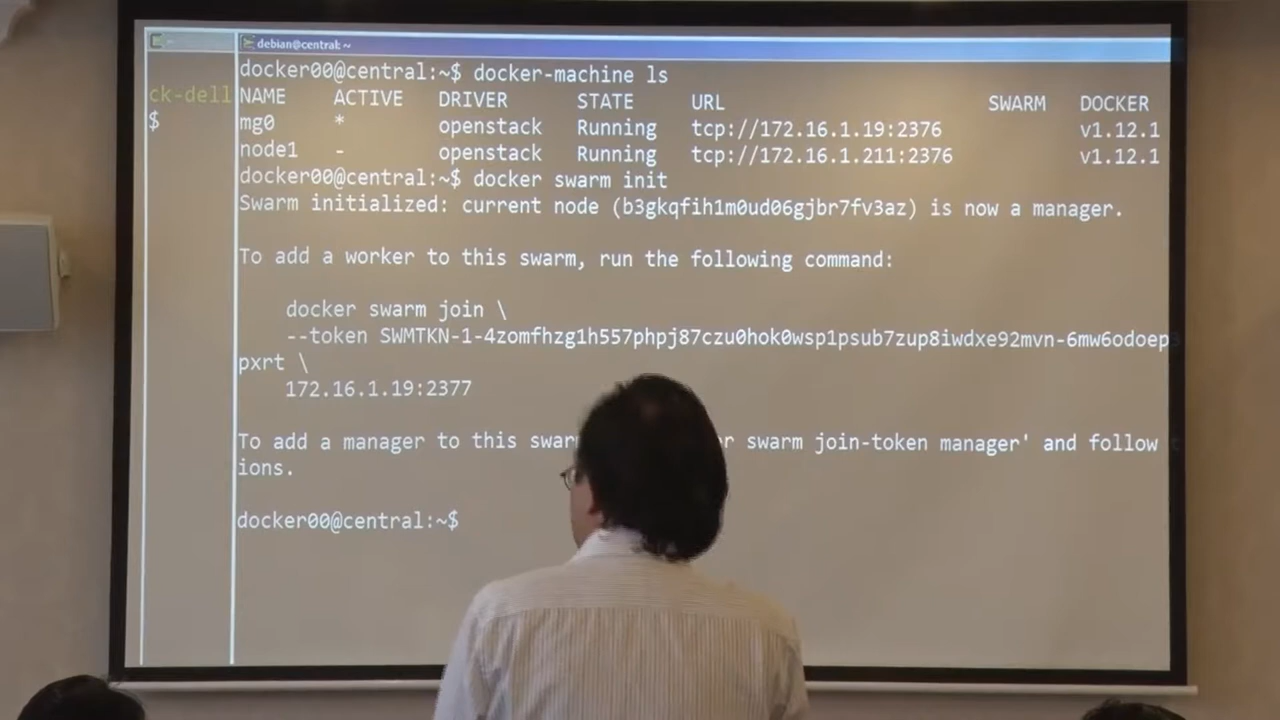 debian@central: ~
docker00@central:~$ docker-machine ls
ck-dell
NAME ACTIVE DRIVER STATE URL SWARM DOCKER
$
mg0 * openstack Running tcp://172.16.1.19:2376 v1.12.1
node1 - openstack Running tcp://172.16.1.211:2376 v1.12.1
docker00@central:~$ docker swarm init
Swarm initialized: current node (b3gkqfih1m0ud06gjbr7fv3az) is now a manager.
To add a worker to this swarm, run the following command:
docker swarm join \
--token SWMTKN-1-4zomfhzg1h557phpj87czu0hok0wsp1psub7zup8iwdxe92mvn-6mw6odoep
pxrt \
172.16.1.19:2377
To add a manager to this swarm swarm join-token manager' and follow
ions.
docker00@central:~$